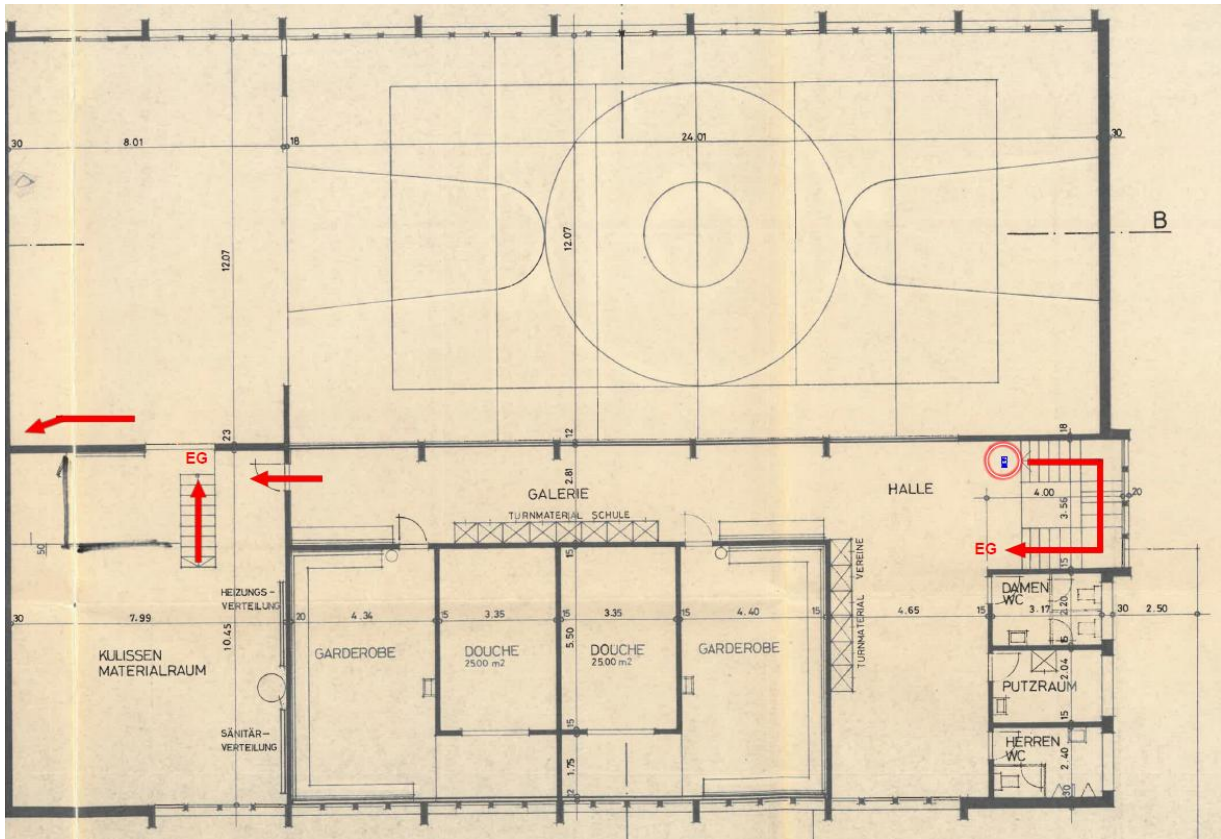 30
8.01
18
24.01
30
12.07
12.07
B
23
12
18
EG
2.81
GALERIE
TURNMATERIAL SCHULE
HALLE
4.00
3.56
20
EG
50
15
15
HEIZUNGS-
VERTEILUNG
30
7.99
10.45
20
4.34
15
3.35
15
3.35
15
4.40
15
4.65
15
3.17
30
2.50
DAMEN
WC
2.20
5.50
TURNMATERIAL VEREINE
KULISSEN
MATERIALRAUM
GARDEROBE
DOUCHE
25.00 m2
DOUCHE
25.00 m2
GARDEROBE
15
2.04
PUTZRAUM
15
15
SÄNITÄR-
VERTEILUNG
HERREN
WC
2.40
1.75
12
30